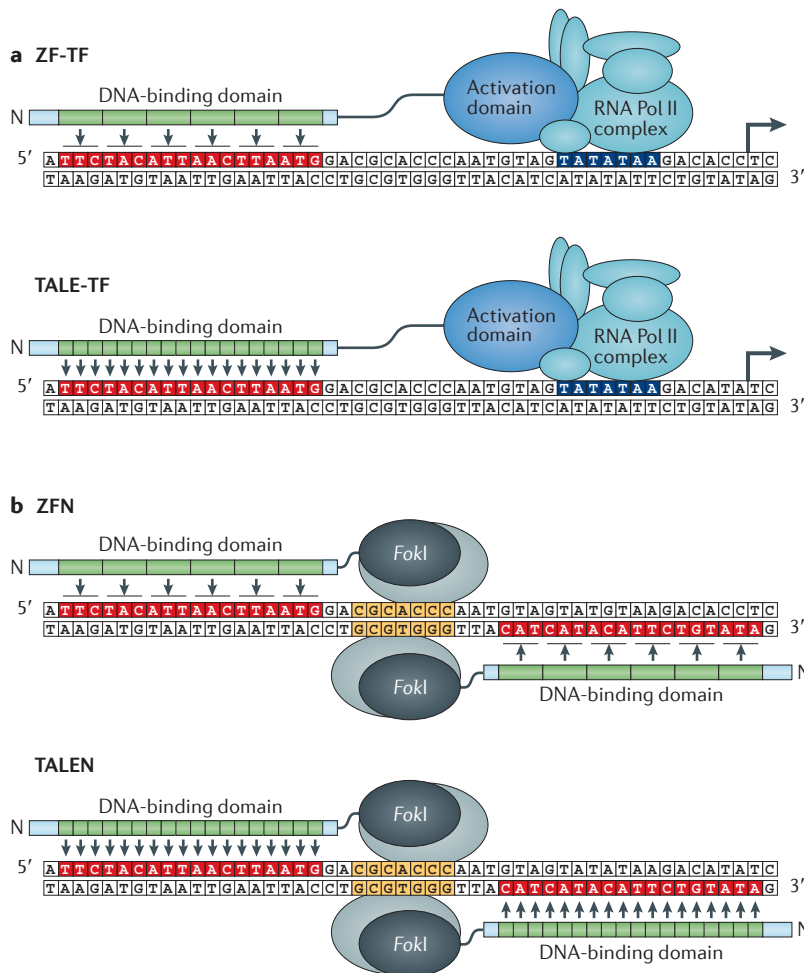 a ZF-TF
DNA-binding domain
N
Activation domain
RNA Pol II complex
5′ ATTCTACATTAACTTAATGGACGCACCCAATGTAGTATATAAGACACCTC
TAAGATGTAATTGAATTACCTGCGTGGGTTACATCATATATTCTGTATAG 3′
TALE-TF
DNA-binding domain
N
Activation domain
RNA Pol II complex
5′ ATTCTACATTAACTTAATGGACGCACCCAATGTAGTATATAAGACATATC
TAAGATGTAATTGAATTACCTGCGTGGGTTACATCATATATTCTGTATAG 3′
b ZFN
DNA-binding domain
N
FokI
5′ ATTCTACATTAACTTAATGGACGCACCCAATGTAGTATGTAAGACACCTC
TAAGATGTAATTGAATTACCTGCGTGGGTTACATCATACATTCTGTATAG 3′
FokI
N
DNA-binding domain
TALEN
DNA-binding domain
N
FokI
5′ ATTCTACATTAACTTAATGGACGCACCCAATGTAGTATATAAGACATATC
TAAGATGTAATTGAATTACCTGCGTGGGTTACATCATACATTCTGTATAG 3′
FokI
N
DNA-binding domain